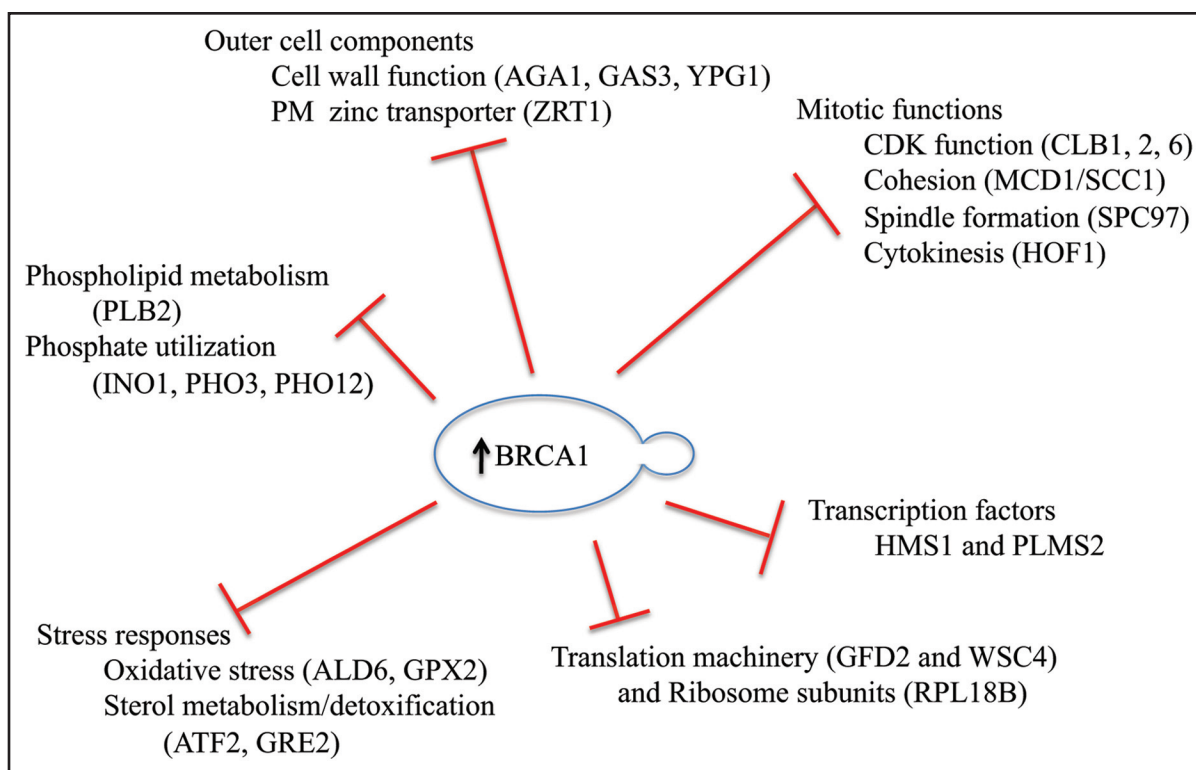 Outer cell components
Cell wall function (AGA1, GAS3, YPG1)
PM zinc transporter (ZRT1)
Mitotic functions
CDK function (CLB1, 2, 6)
Cohesion (MCD1/SCC1)
Spindle formation (SPC97)
Cytokinesis (HOF1)
Phospholipid metabolism
(PLB2)
Phosphate utilization
(INO1, PHO3, PHO12)
↑BRCA1
Transcription factors
HMS1 and PLMS2
Stress responses
Oxidative stress (ALD6, GPX2)
Sterol metabolism/detoxification
(ATF2, GRE2)
Translation machinery (GFD2 and WSC4)
and Ribosome subunits (RPL18B)